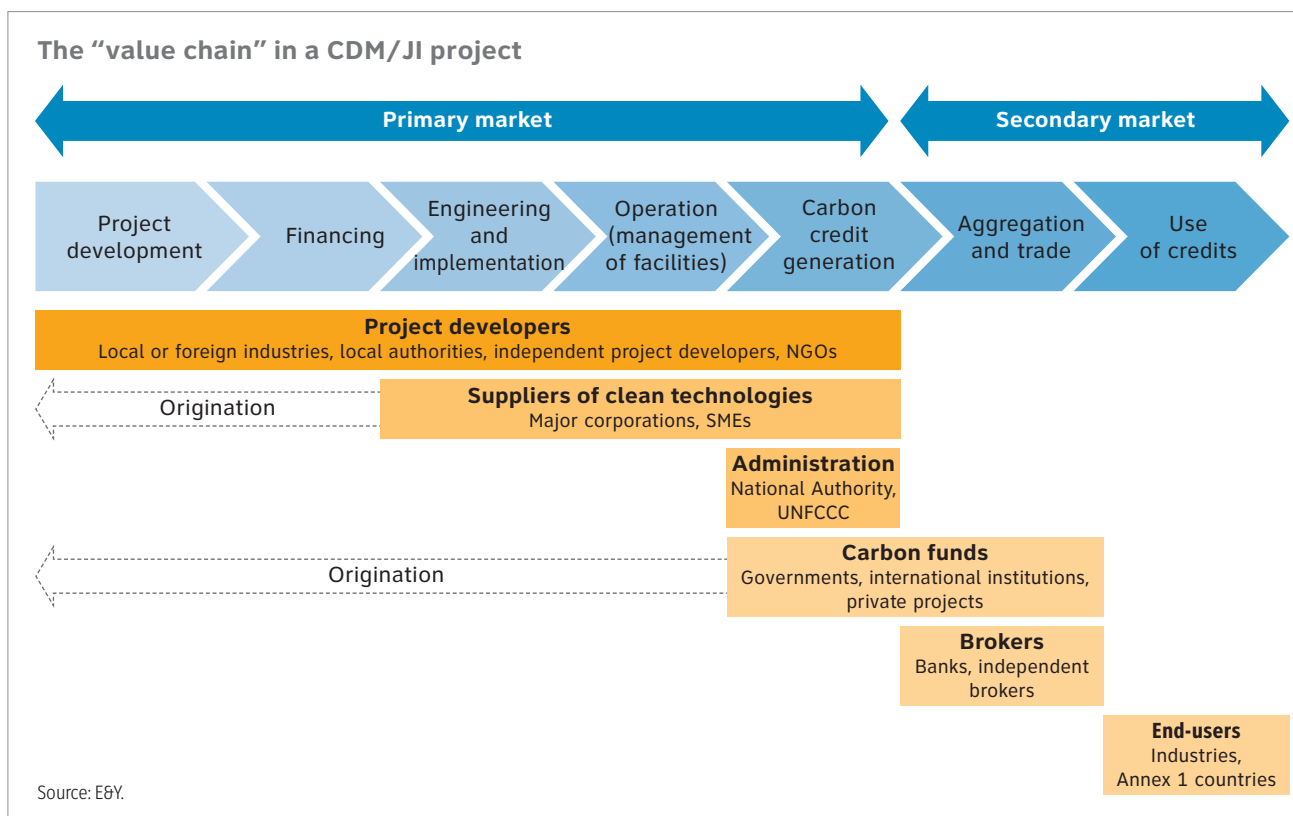 The “value chain” in a CDM/JI project
Primary market
Secondary market
Project
development
Financing
Engineering
and
implementation
Operation
(management
of facilities)
Carbon
credit
generation
Aggregation
and trade
Use
of credits
Project developers
Local or foreign industries, local authorities, independent project developers, NGOs
Origination
Suppliers of clean technologies
Major corporations, SMEs
Administration
National Authority,
UNFCCC
Origination
Carbon funds
Governments, international institutions,
private projects
Brokers
Banks, independent
brokers
End-users
Industries,
Annex 1 countries
Source: E&Y.